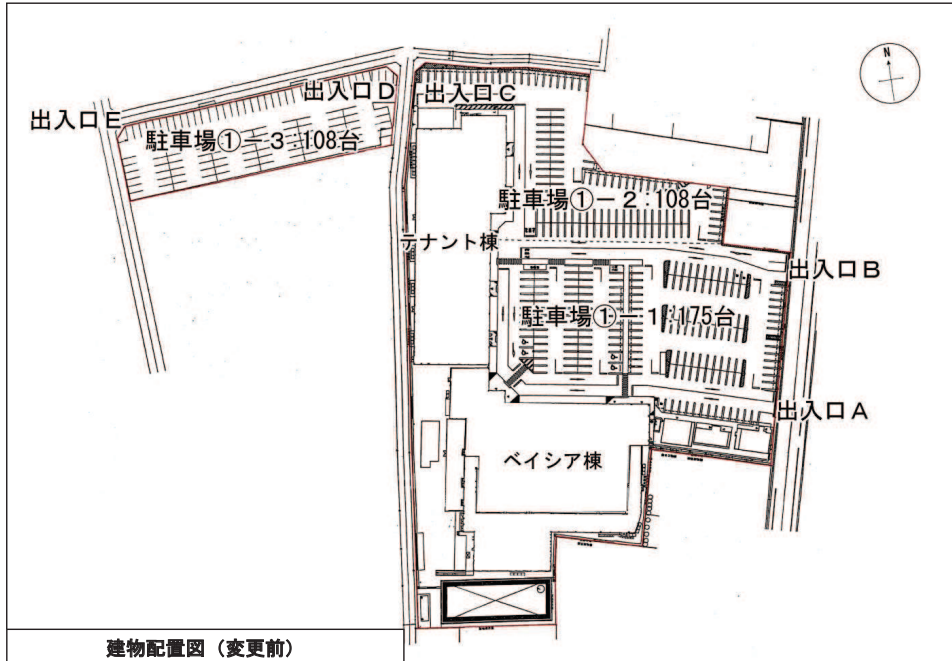 N
出入口D
出入口C
出入口E
駐車場①－3：108台
駐車場①－2：108台
テナント棟
出入口B
駐車場①－1：175台
出入口A
ベイシア棟
建物配置図（変更前）